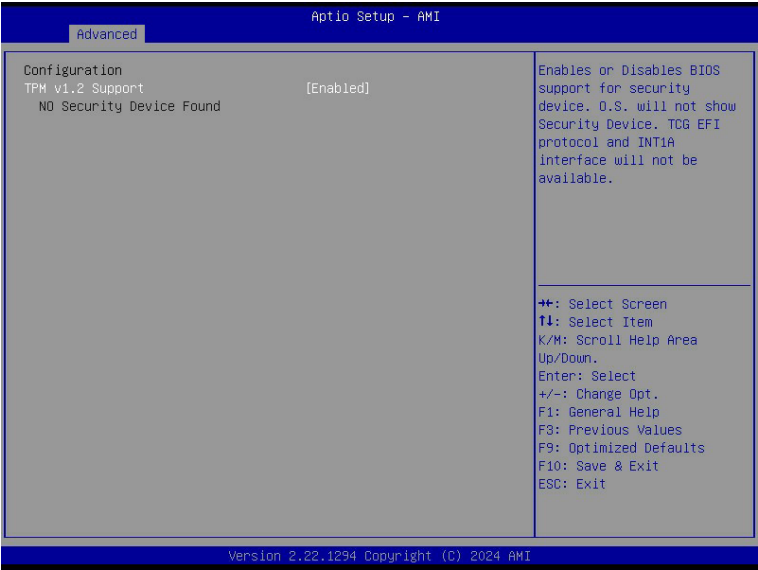 Aptio Setup – AMI
Advanced
Configuration
TPM v1.2 Support [Enabled]
NO Security Device Found
Enables or Disables BIOS
support for security
device. O.S. will not show
Security Device. TCG EFI
protocol and INT1A
interface will not be
available.
→←: Select Screen
↑↓: Select Item
K/M: Scroll Help Area
Up/Down.
Enter: Select
+/-: Change Opt.
F1: General Help
F3: Previous Values
F9: Optimized Defaults
F10: Save & Exit
ESC: Exit
Version 2.22.1294 Copyright (C) 2024 AMI